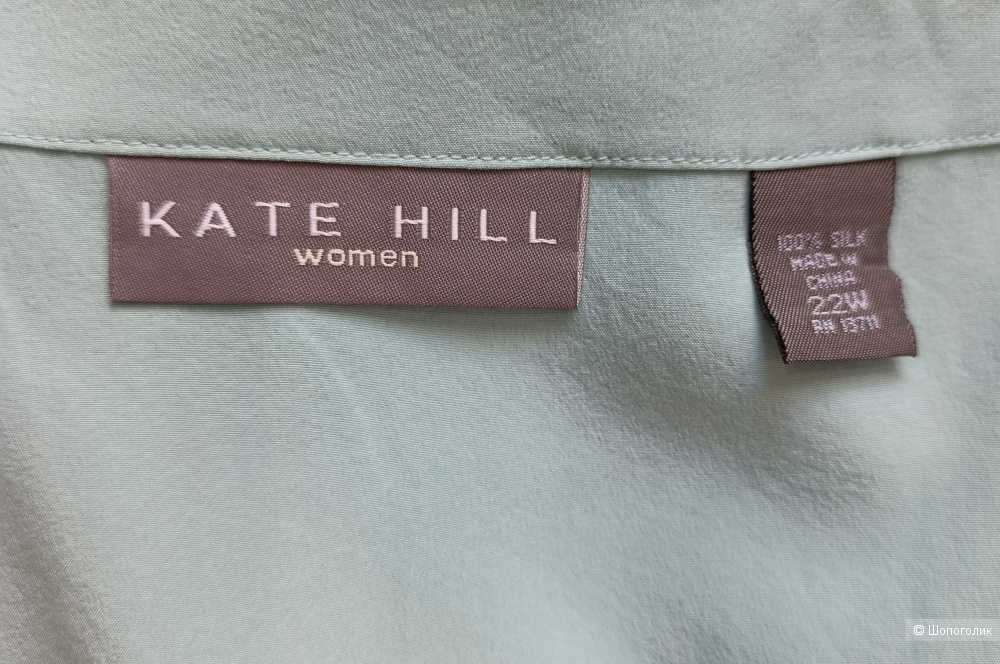 KATE HILL
women
100% SILK
MADE IN
CHINA
22W
RN 13711
© Шопоголик